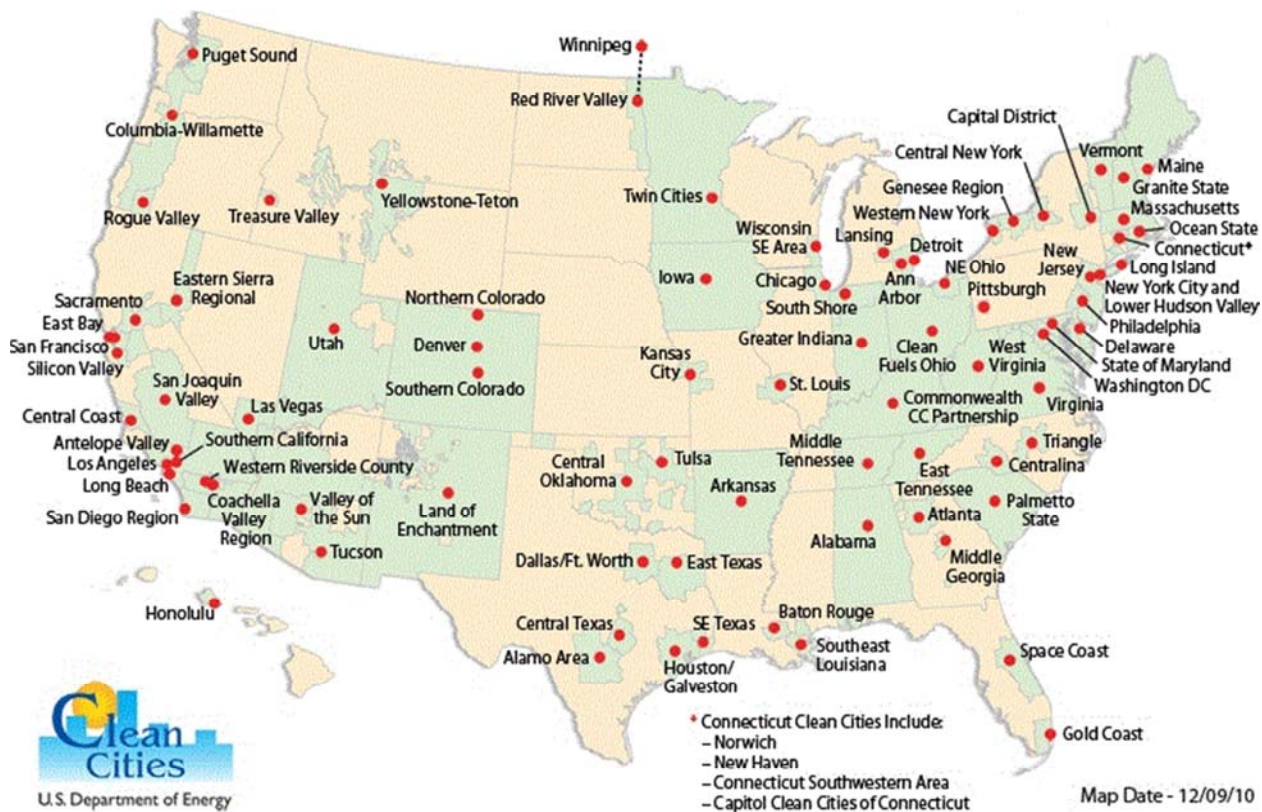 Puget Sound
Columbia-Willamette
Rogue Valley
Treasure Valley
Yellowstone-Teton
Winnipeg
Red River Valley
Twin Cities
Wisconsin
SE Area
Iowa
Chicago
South Shore
Lansing
Detroit
Ann
Arbor
Capital District
Central New York
Genesee Region
Western New York
Vermont
Maine
Granite State
Massachusetts
Ocean State
Connecticut♦
New
Jersey
Long Island
New York City and
Lower Hudson Valley
Philadelphia
Delaware
State of Maryland
Washington DC
NE Ohio
Pittsburgh
Clean
Fuels Ohio
West
Virginia
Virginia
Greater Indiana
Commonwealth
CC Partnership
Eastern Sierra
Regional
Sacramento
East Bay
San Francisco
Silicon Valley
San Joaquin
Valley
Central Coast
Antelope Valley
Los Angeles
Long Beach
San Diego Region
Las Vegas
Southern California
Western Riverside County
Coachella
Valley
Region
Valley of
the Sun
Tucson
Utah
Northern Colorado
Denver
Southern Colorado
Land of
Enchantment
Kansas
City
St. Louis
Central
Oklahoma
Tulsa
Arkansas
Middle
Tennessee
East
Tennessee
Triangle
Centralina
Palmetto
State
Atlanta
Middle
Georgia
Alabama
Dallas/Ft. Worth
East Texas
Central Texas
Alamo Area
SE Texas
Houston/
Galveston
Baton Rouge
Southeast
Louisiana
Space Coast
Gold Coast
Honolulu
Clean
Cities
U.S. Department of Energy
♦ Connecticut Clean Cities Include:
– Norwich
– New Haven
– Connecticut Southwestern Area
– Capitol Clean Cities of Connecticut
Map Date - 12/09/10